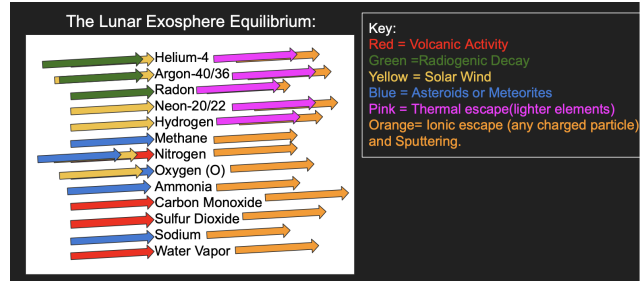 The Lunar Exosphere Equilibrium:
Helium-4
Argon-40/36
Radon
Neon-20/22
Hydrogen
Methane
Nitrogen
Oxygen (O)
Ammonia
Carbon Monoxide
Sulfur Dioxide
Sodium
Water Vapor
Key:
Red = Volcanic Activity
Green =Radiogenic Decay
Yellow = Solar Wind
Blue = Asteroids or Meteorites
Pink = Thermal escape(lighter elements)
Orange= Ionic escape (any charged particle)
and Sputtering.